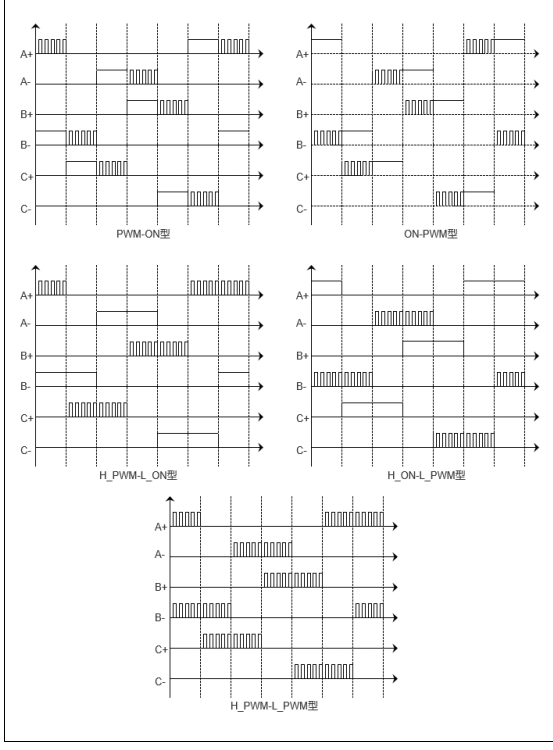 A+
A-
B+
B-
C+
C-
PWM-ON型
A+
A-
B+
B-
C+
C-
ON-PWM型
A+
A-
B+
B-
C+
C-
H_PWM-L_ON型
A+
A-
B+
B-
C+
C-
H_ON-L_PWM型
A+
A-
B+
B-
C+
C-
H_PWM-L_PWM型